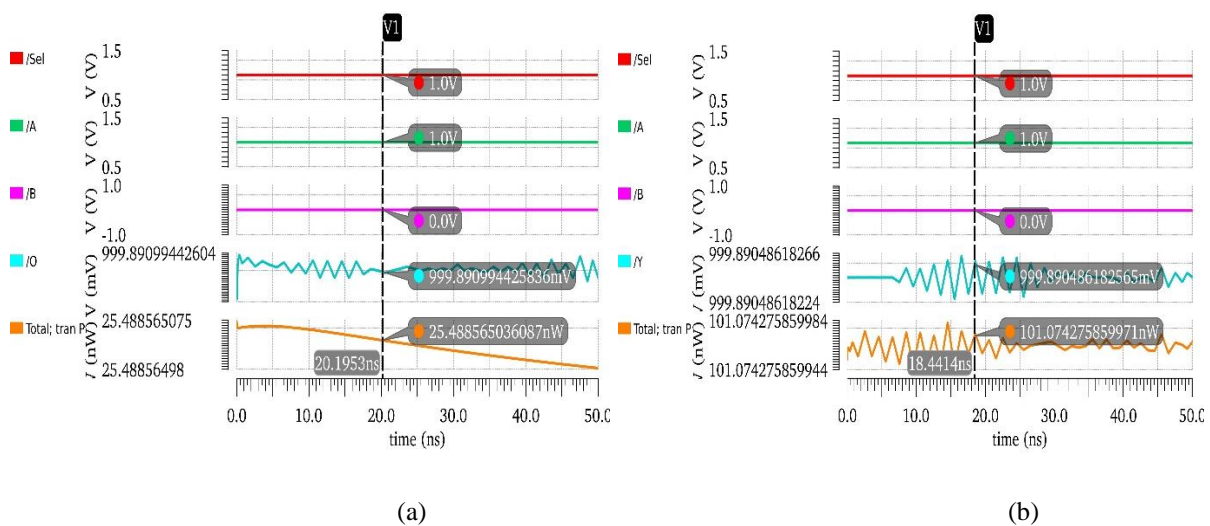 V1
/Sel
V (V)
1.5
0.5
1.0V
/A
V (V)
1.5
0.5
1.0V
/B
V (V)
1.0
-1.0
0.0V
/O
V (mV)
999.89099442604
999.890994425836mV
Total; tran P
(nW)
25.488565075
25.48856498
25.488565036087nW
20.1953ns
0.0 10.0 20.0 30.0 40.0 50.0
time (ns)
(a)
V1
/Sel
V (V)
1.5
0.5
1.0V
/A
V (V)
1.5
0.5
1.0V
/B
V (V)
1.0
-1.0
0.0V
/Y
V (mV)
999.89048618266
999.89048618224
999.890486182565mV
Total; tran P
(nW)
101.074275859984
101.074275859944
101.074275859971nW
18.4414ns
0.0 10.0 20.0 30.0 40.0 50.0
time (ns)
(b)